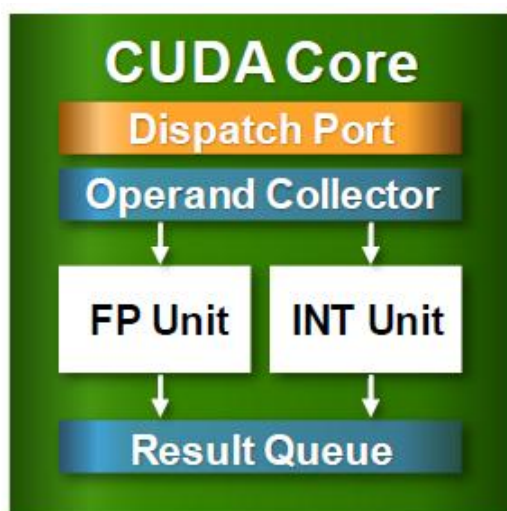 CUDA Core
Dispatch Port
Operand Collector
FP Unit
INT Unit
Result Queue